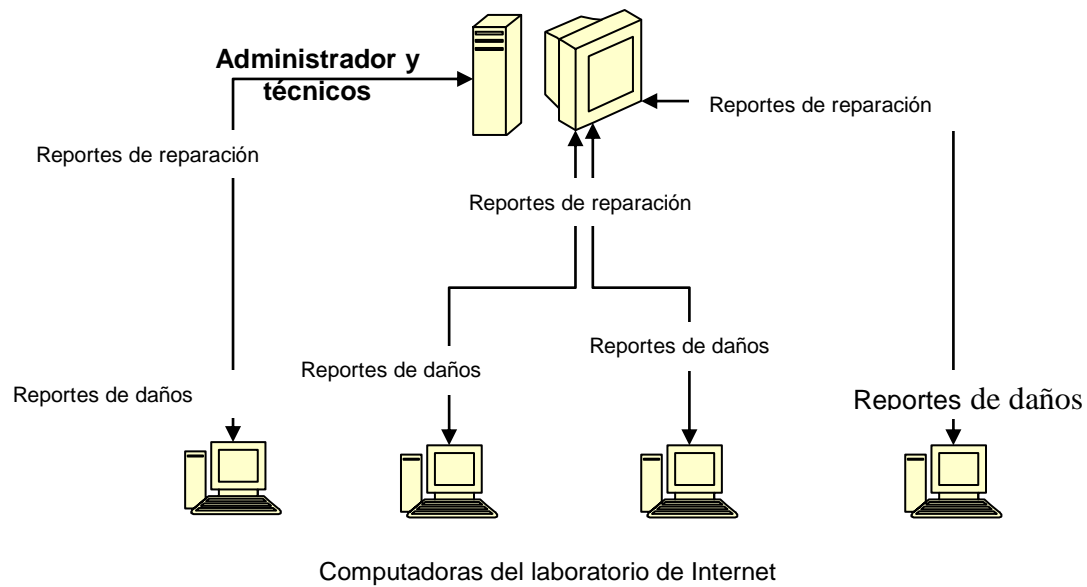 Administrador y
técnicos
Reportes de reparación
Reportes de reparación
Reportes de reparación
Reportes de daños
Reportes de daños
Reportes de daños
Reportes de daños
Computadoras del laboratorio de Internet